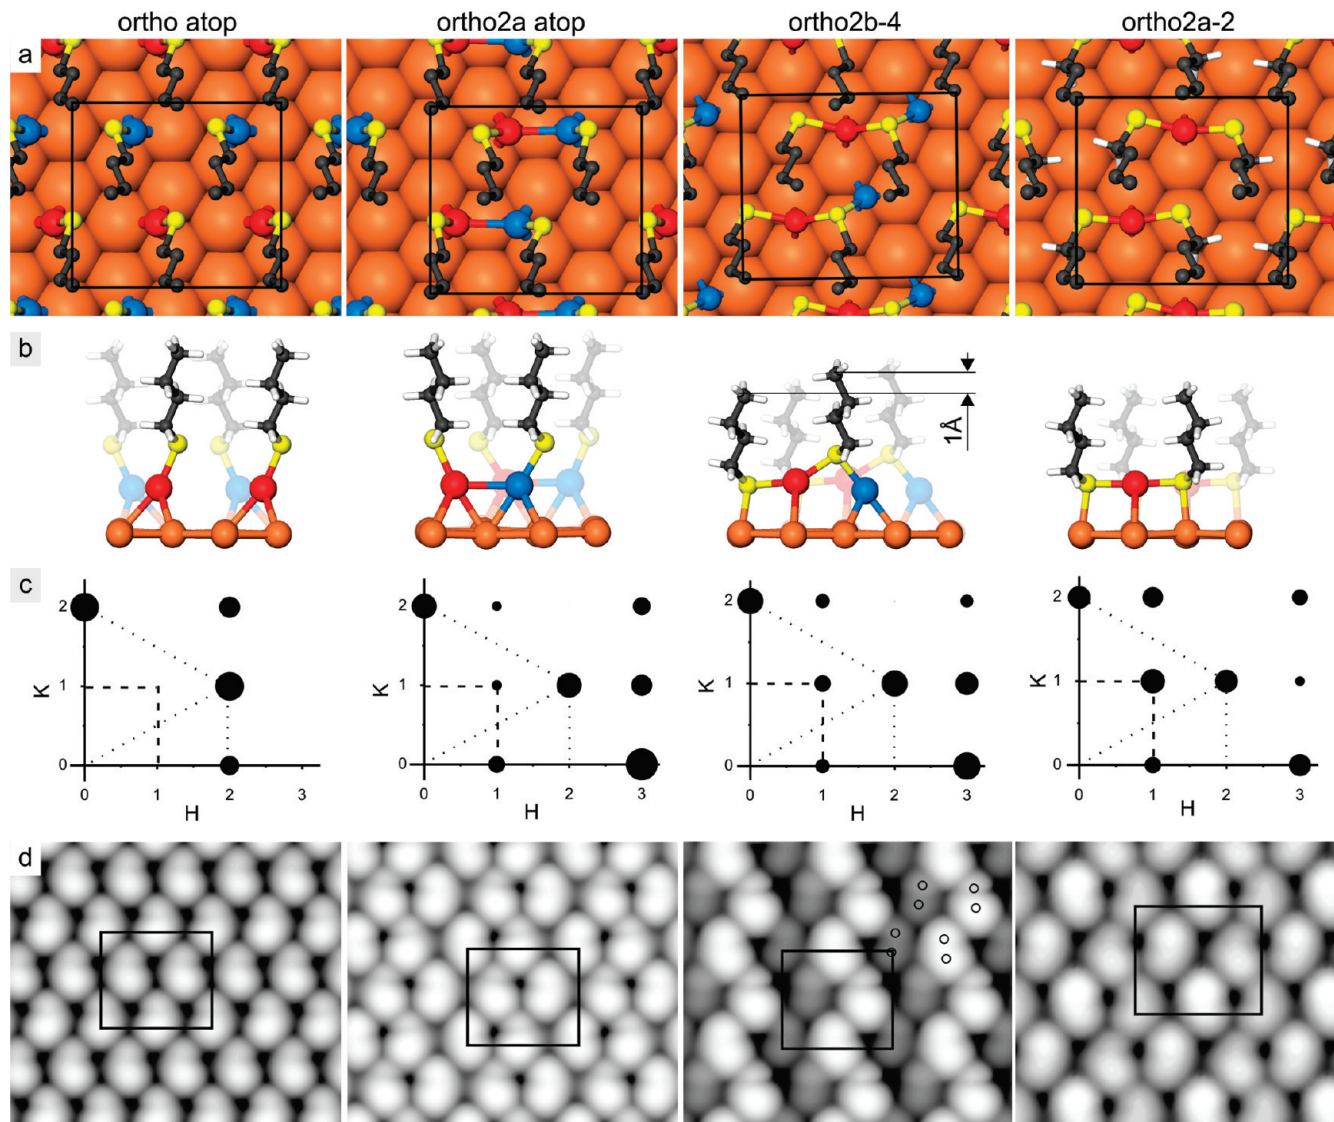 ortho atop ortho2a atop ortho2b-4 ortho2a-2
a
b
1Å
c
2 2 2 2
K 1 K 1 K 1 K 1
0 0 0 0
0 1 2 3 0 1 2 3 0 1 2 3 0 1 2 3
H H H H
d